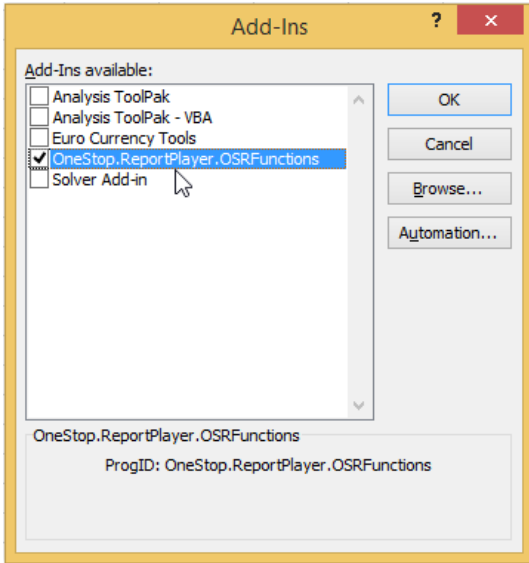 Add-Ins
?
×
Add-Ins available:
Analysis ToolPak
Analysis ToolPak - VBA
Euro Currency Tools
OneStop.ReportPlayer.OSRFunctions
Solver Add-in
OK
Cancel
Browse...
Automation...
OneStop.ReportPlayer.OSRFunctions
ProgID: OneStop.ReportPlayer.OSRFunctions